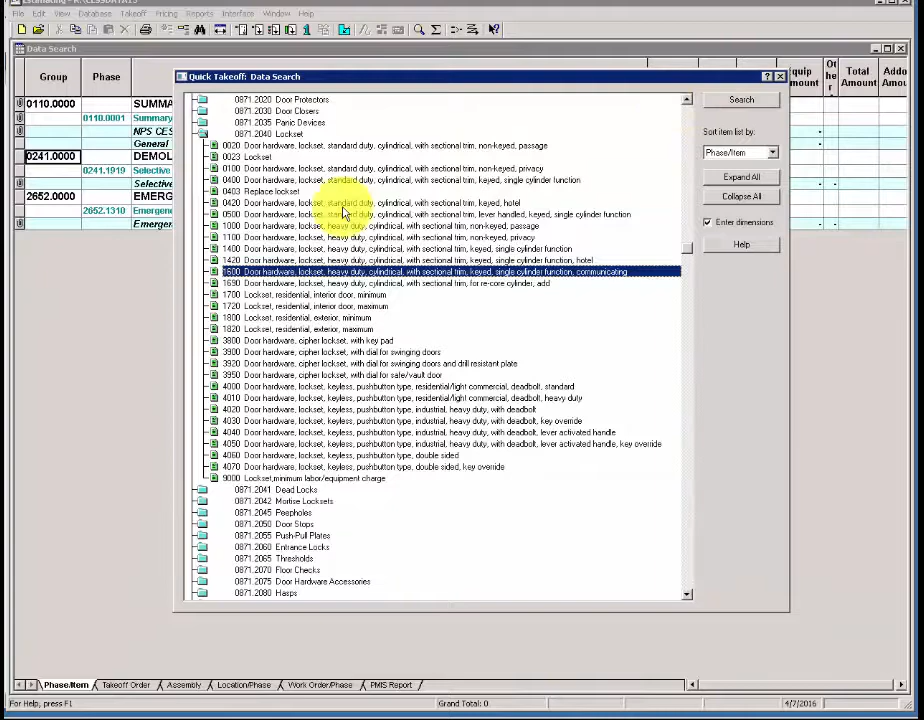 File Edit View Database Takeoff Pricing Reports Interface Window Help
Data Search
Group Phase
Equip Amount
Other
Total Amount
Quick Takeoff: Data Search
0110.0000 SUMMA
0110.0001 Summary
NPS CES
General
0241.0000 DEMOL
0241.1919 Selective
Selective
2652.0000 EMERG
2652.1310 Emergenc
Emergen
0871.2020 Door Protectors
0871.2030 Door Closers
0871.2035 Panic Devices
0871.2040 Lockset
0020 Door hardware, lockset, standard duty, cylindrical, with sectional trim, non-keyed, passage
0023 Lockset
0100 Door hardware, lockset, standard duty, cylindrical, with sectional trim, non-keyed, privacy
0400 Door hardware, lockset, standard duty, cylindrical, with sectional trim, keyed, single cylinder function
0403 Replace lockset
0420 Door hardware, lockset, standard duty, cylindrical, with sectional trim, keyed, hotel
0500 Door hardware, lockset, standard duty, cylindrical, with sectional trim, lever handled, keyed, single cylinder function
1000 Door hardware, lockset, heavy duty, cylindrical, with sectional trim, non-keyed, passage
1100 Door hardware, lockset, heavy duty, cylindrical, with sectional trim, non-keyed, privacy
1400 Door hardware, lockset, heavy duty, cylindrical, with sectional trim, keyed, single cylinder function
1420 Door hardware, lockset, heavy duty, cylindrical, with sectional trim, keyed, single cylinder function, hotel
1600 Door hardware, lockset, heavy duty, cylindrical, with sectional trim, keyed, single cylinder function, communicating
1690 Door hardware, lockset, heavy duty, cylindrical, with sectional trim, for re-core cylinder, add
1700 Lockset, residential, interior door, minimum
1720 Lockset, residential, interior door, maximum
1800 Lockset, residential, exterior, minimum
1820 Lockset, residential, exterior, maximum
3800 Door hardware, cipher lockset, with key pad
3900 Door hardware, cipher lockset, with dial for swinging doors
3920 Door hardware, cipher lockset, with dial for swinging doors and drill resistant plate
3950 Door hardware, cipher lockset, with dial for safe/vault door
4000 Door hardware, lockset, keyless, pushbutton type, residential/light commercial, deadbolt, standard
4010 Door hardware, lockset, keyless, pushbutton type, residential/light commercial, deadbolt, heavy duty
4020 Door hardware, lockset, keyless, pushbutton type, industrial, heavy duty, with deadbolt
4030 Door hardware, lockset, keyless, pushbutton type, industrial, heavy duty, with deadbolt, key override
4040 Door hardware, lockset, keyless, pushbutton type, industrial, heavy duty, with deadbolt, lever activated handle
4050 Door hardware, lockset, keyless, pushbutton type, industrial, heavy duty, with deadbolt, lever activated handle, key override
4060 Door hardware, lockset, keyless, pushbutton type, double sided
4070 Door hardware, lockset, keyless, pushbutton type, double sided, key override
9000 Lockset,minimum labor/equipment charge
0871.2041 Dead Locks
0871.2042 Mortise Locksets
0871.2045 Peepholes
0871.2050 Door Stops
0871.2055 Push-Pull Plates
0871.2060 Entrance Locks
0871.2065 Thresholds
0871.2070 Floor Checks
0871.2075 Door Hardware Accessories
0871.2080 Hasps
Search
Sort item list by:
Phase/Item
Expand All
Collapse All
Enter dimensions
Help
Phase/Item Takeoff Order Assembly Location/Phase Work Order/Phase PMIS Report
For Help, press F1
Grand Total: 0
4/7/2016